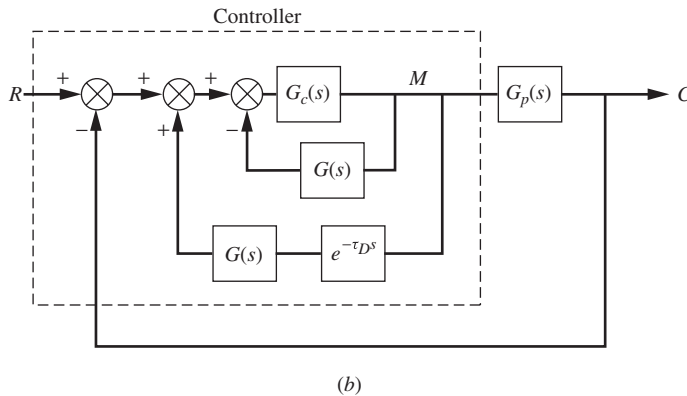 Controller
R + + + G_c(s) M G_p(s) C
− + − G(s)
G(s) e^{−τ_D s}
−
(b)